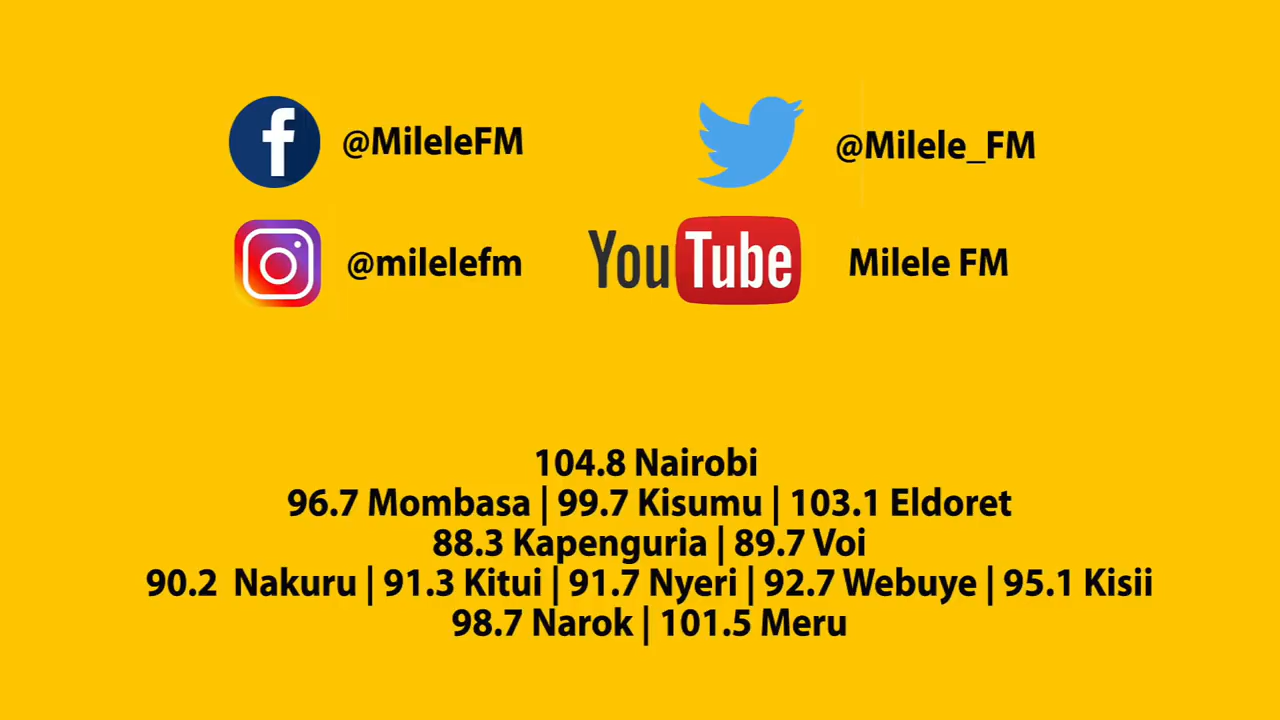 @MileleFM
@Milele_FM
@milelefm
YouTube
Milele FM
104.8 Nairobi
96.7 Mombasa | 99.7 Kisumu | 103.1 Eldoret
88.3 Kapenguria | 89.7 Voi
90.2 Nakuru | 91.3 Kitui | 91.7 Nyeri | 92.7 Webuye | 95.1 Kisii
98.7 Narok | 101.5 Meru